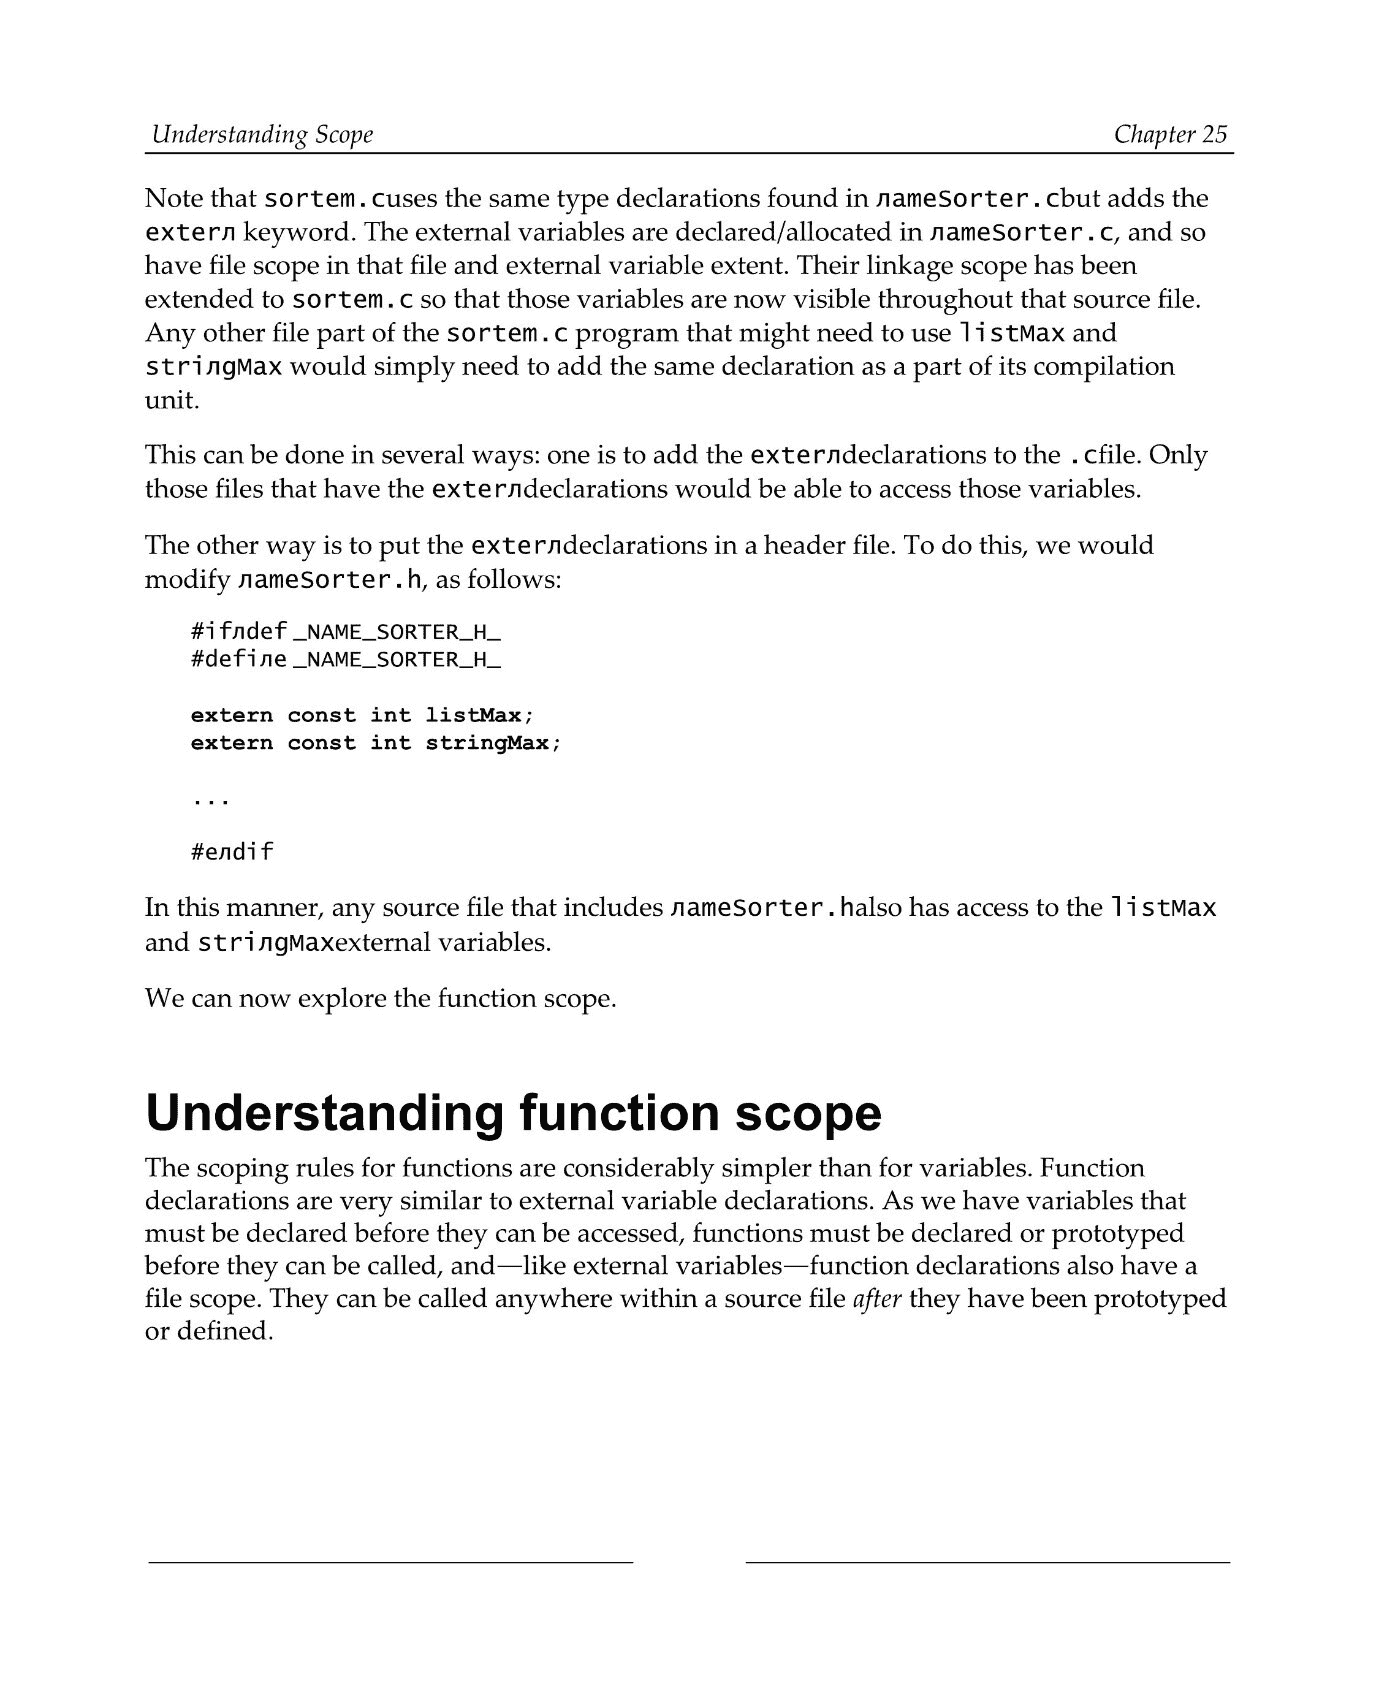 Understanding Scope Chapter 25
Note that sortem.cuses the same type declarations found in лameSorter.cbut adds the
exterл keyword. The external variables are declared/allocated in лameSorter.c, and so
have file scope in that file and external variable extent. Their linkage scope has been
extended to sortem.c so that those variables are now visible throughout that source file.
Any other file part of the sortem.c program that might need to use listMax and
striлgMax would simply need to add the same declaration as a part of its compilation
unit.
This can be done in several ways: one is to add the exterлdeclarations to the .cfile. Only
those files that have the exterлdeclarations would be able to access those variables.
The other way is to put the exterлdeclarations in a header file. To do this, we would
modify лameSorter.h, as follows:
#ifлdef _NAME_SORTER_H_
#defiлe _NAME_SORTER_H_
extern const int listMax;
extern const int stringMax;
...
#eлdif
In this manner, any source file that includes лameSorter.halso has access to the listMax
and striлgMaxexternal variables.
We can now explore the function scope.
Understanding function scope
The scoping rules for functions are considerably simpler than for variables. Function
declarations are very similar to external variable declarations. As we have variables that
must be declared before they can be accessed, functions must be declared or prototyped
before they can be called, and—like external variables—function declarations also have a
file scope. They can be called anywhere within a source file after they have been prototyped
or defined.